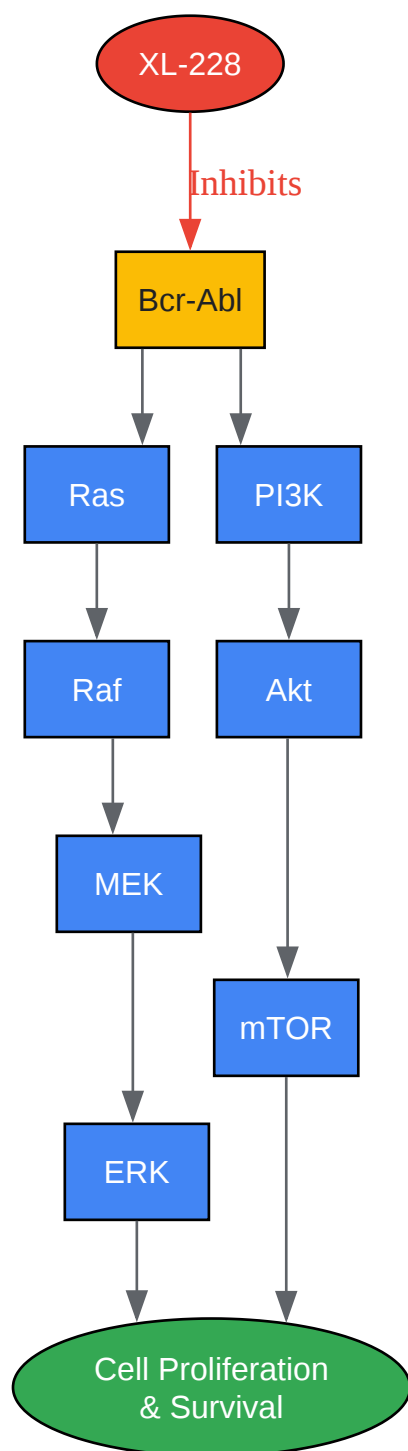 XL-228
Inhibits
Bcr-Abl
Ras
PI3K
Raf
Akt
MEK
mTOR
ERK
Cell Proliferation
& Survival